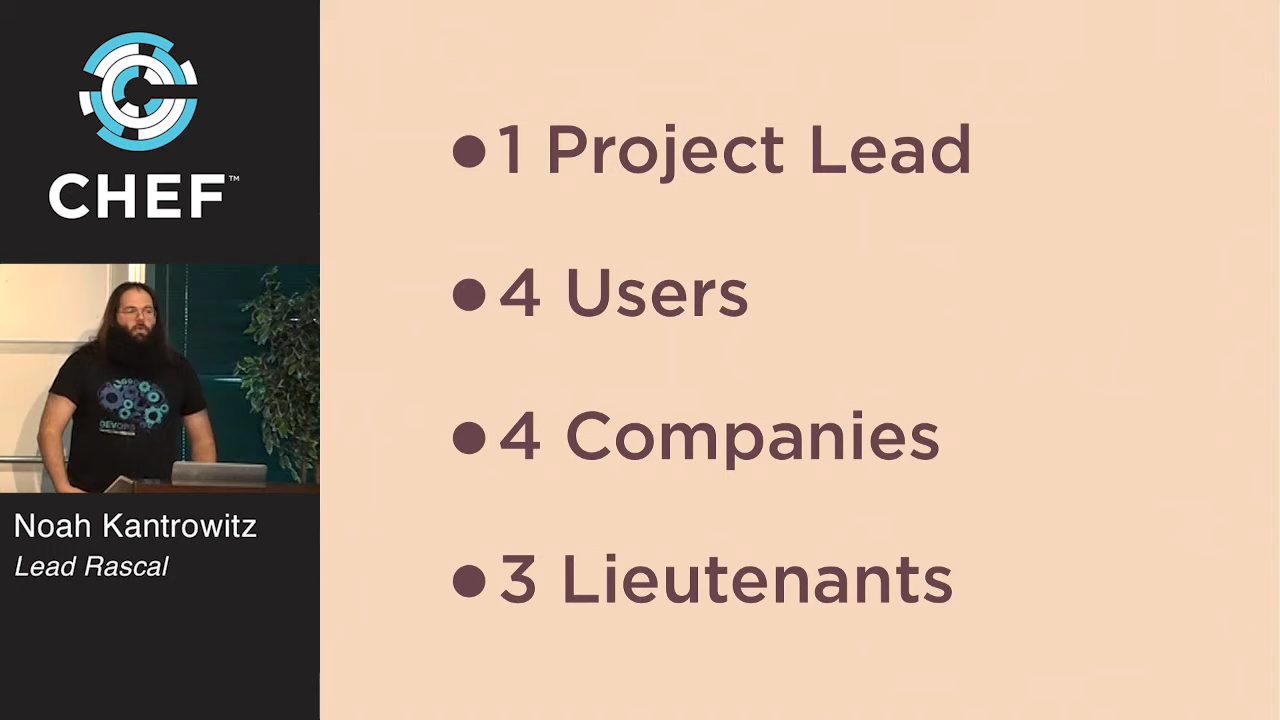 CHEF™
Noah Kantrowitz
Lead Rascal
•1 Project Lead
•4 Users
•4 Companies
•3 Lieutenants